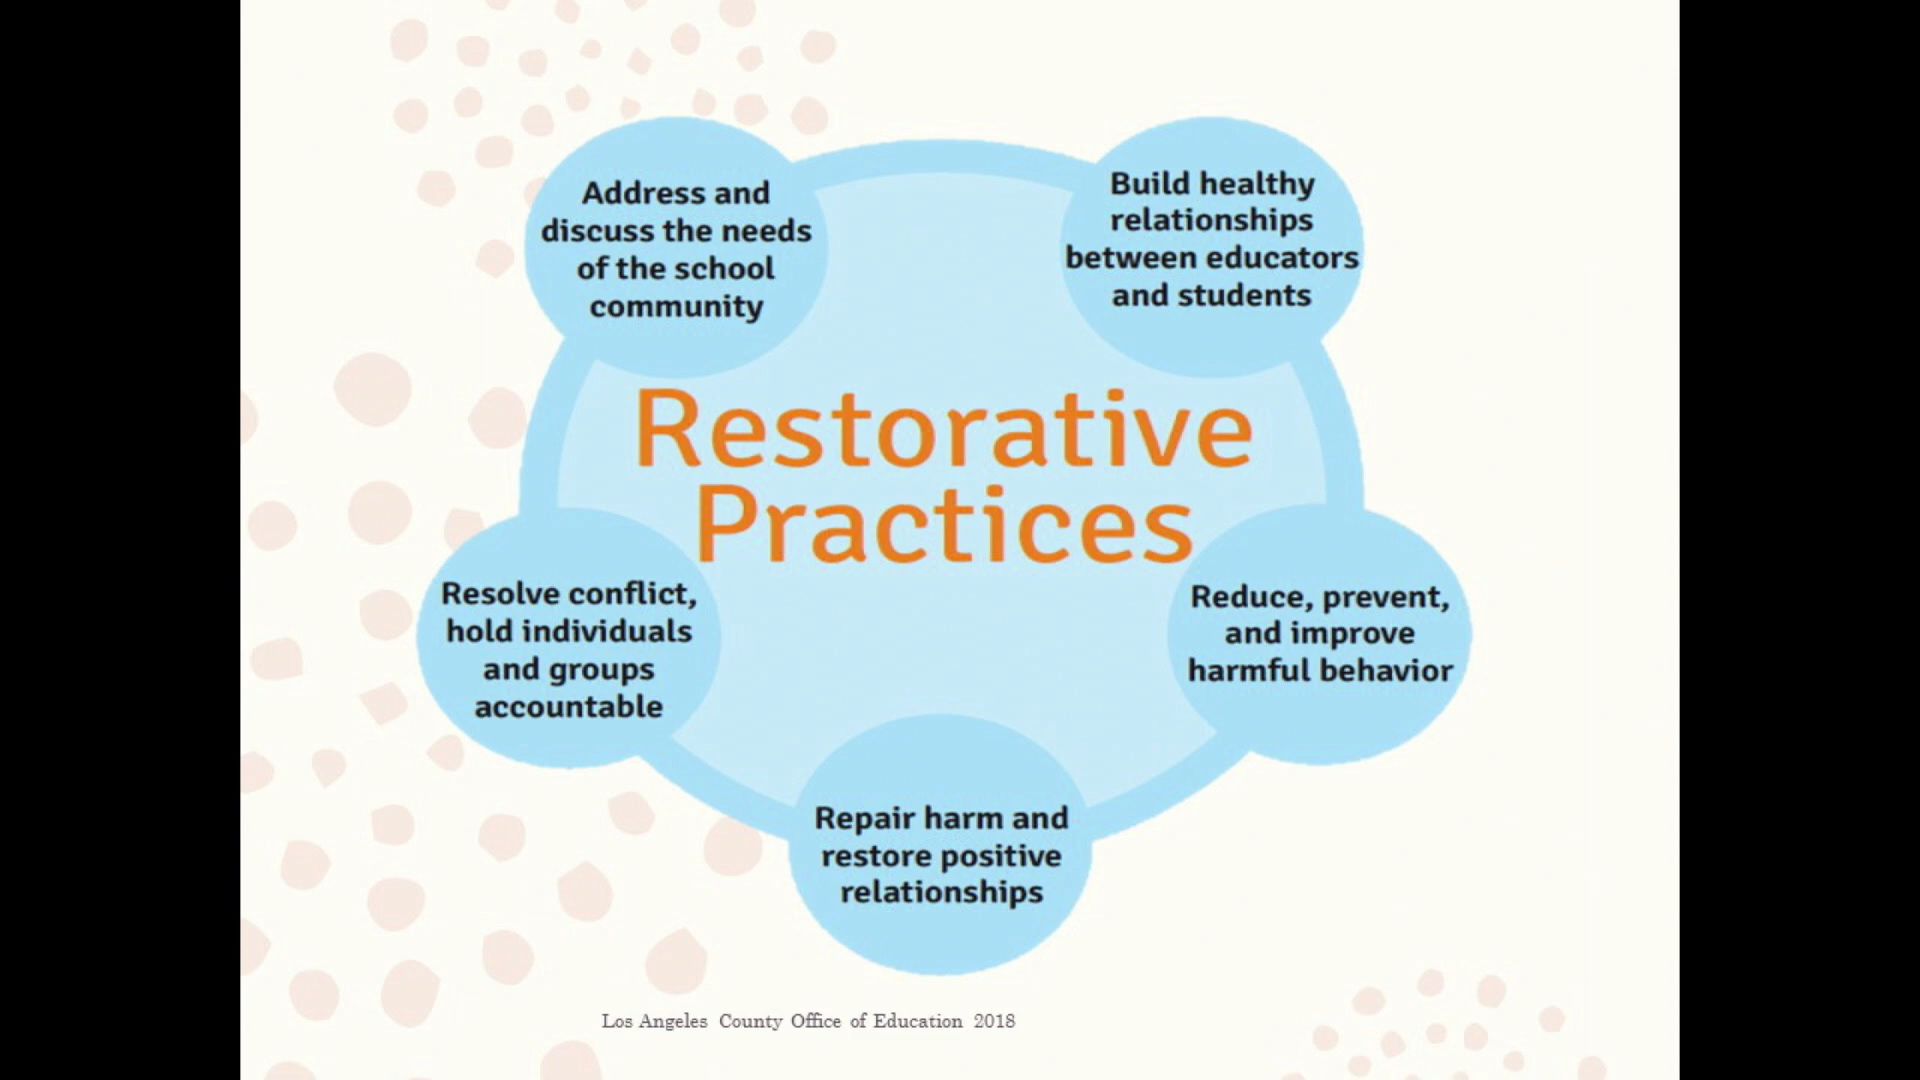 Address and
discuss the needs
of the school
community
Build healthy
relationships
between educators
and students
Restorative
Practices
Resolve conflict,
hold individuals
and groups
accountable
Reduce, prevent,
and improve
harmful behavior
Repair harm and
restore positive
relationships
Los Angeles County Office of Education 2018